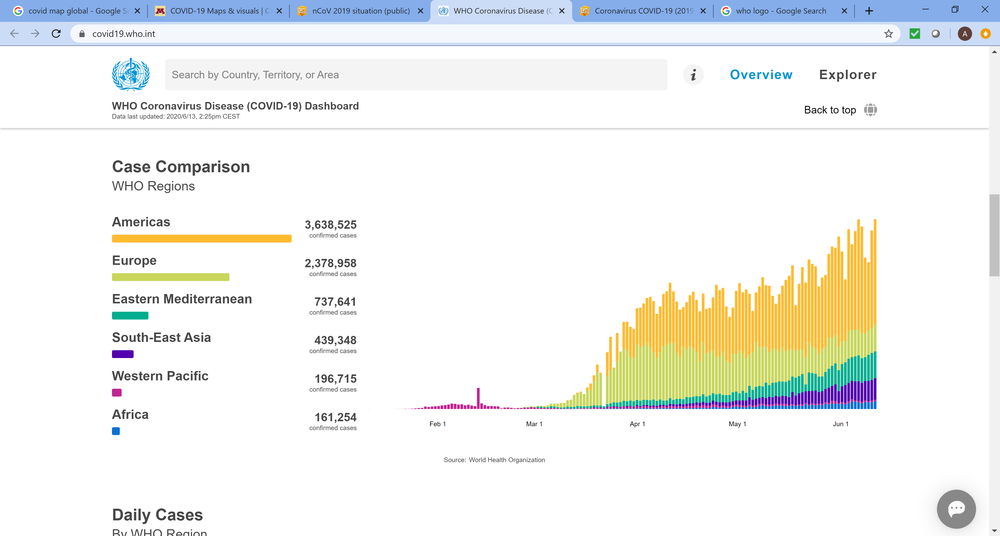 covid map global - Google Se
COVID-19 Maps & visuals | C
nCoV 2019 situation (public)
WHO Coronavirus Disease (C
Coronavirus COVID-19 (2019
who logo - Google Search
covid19.who.int
A
Search by Country, Territory, or Area
i
Overview
Explorer
WHO Coronavirus Disease (COVID-19) Dashboard
Data last updated: 2020/6/13, 2:25pm CEST
Back to top
Case Comparison
WHO Regions
Americas
3,638,525
confirmed cases
Europe
2,378,958
confirmed cases
Eastern Mediterranean
737,641
confirmed cases
South-East Asia
439,348
confirmed cases
Western Pacific
196,715
confirmed cases
Africa
161,254
confirmed cases
Feb 1
Mar 1
Apr 1
May 1
Jun 1
Source: World Health Organization
Daily Cases
By WHO Region